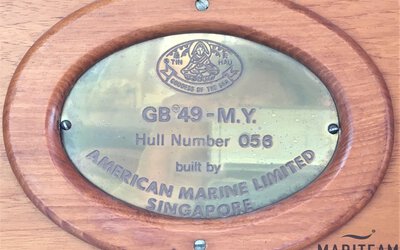 TIN HAU
GODDESS OF THE SEA
GB®49-M.Y.
Hull Number 056
built by
AMERICAN MARINE LIMITED
SINGAPORE
MARITEAM